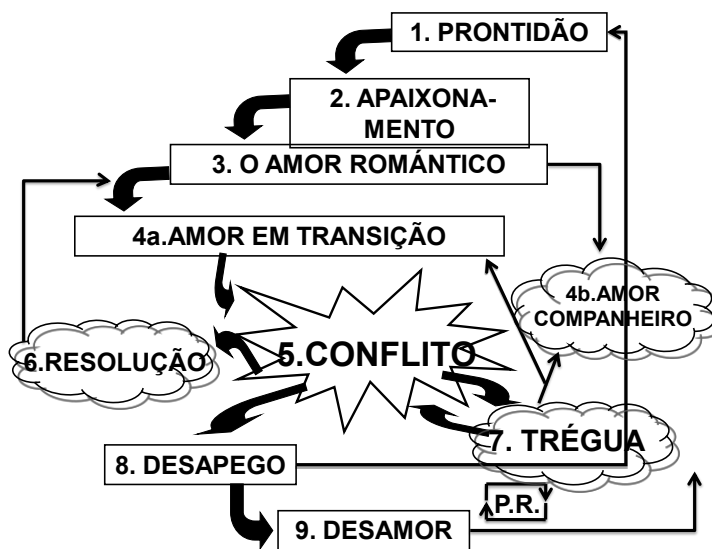 1. PRONTIDÃO
2. APAIXONA-
MENTO
3. O AMOR ROMÁNTICO
4a.AMOR EM TRANSIÇÃO
4b.AMOR
COMPANHEIRO
5.CONFLITO
6.RESOLUÇÃO
7. TRÉGUA
8. DESAPEGO
P.R.
9. DESAMOR